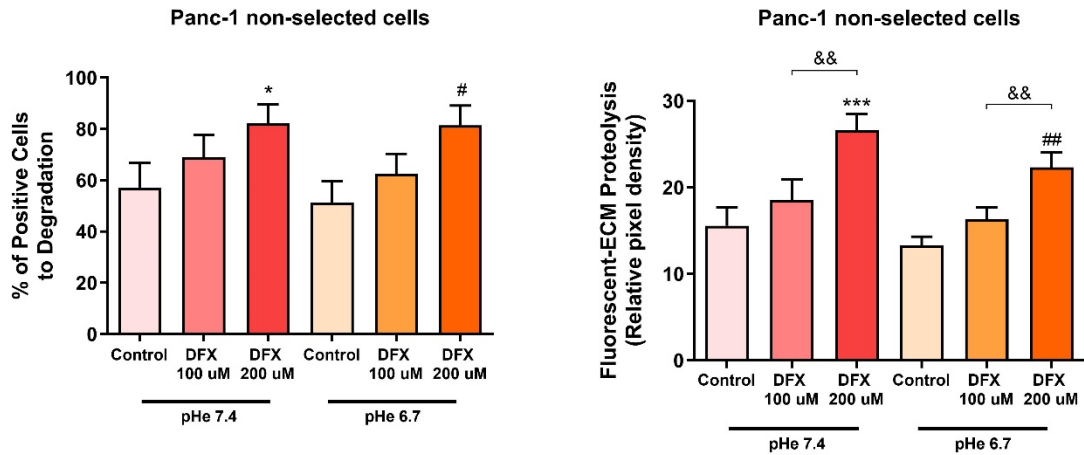 Panc-1 non-selected cells
% of Positive Cells
to Degradation
100
80
60
40
20
0
*
#
Control
DFX
100 uM
DFX
200 uM
Control
DFX
100 uM
DFX
200 uM
pHe 7.4
pHe 6.7
Panc-1 non-selected cells
Fluorescent-ECM Proteolysis
(Relative pixel density)
30
20
10
0
&&
***
&&
##
Control
DFX
100 uM
DFX
200 uM
Control
DFX
100 uM
DFX
200 uM
pHe 7.4
pHe 6.7